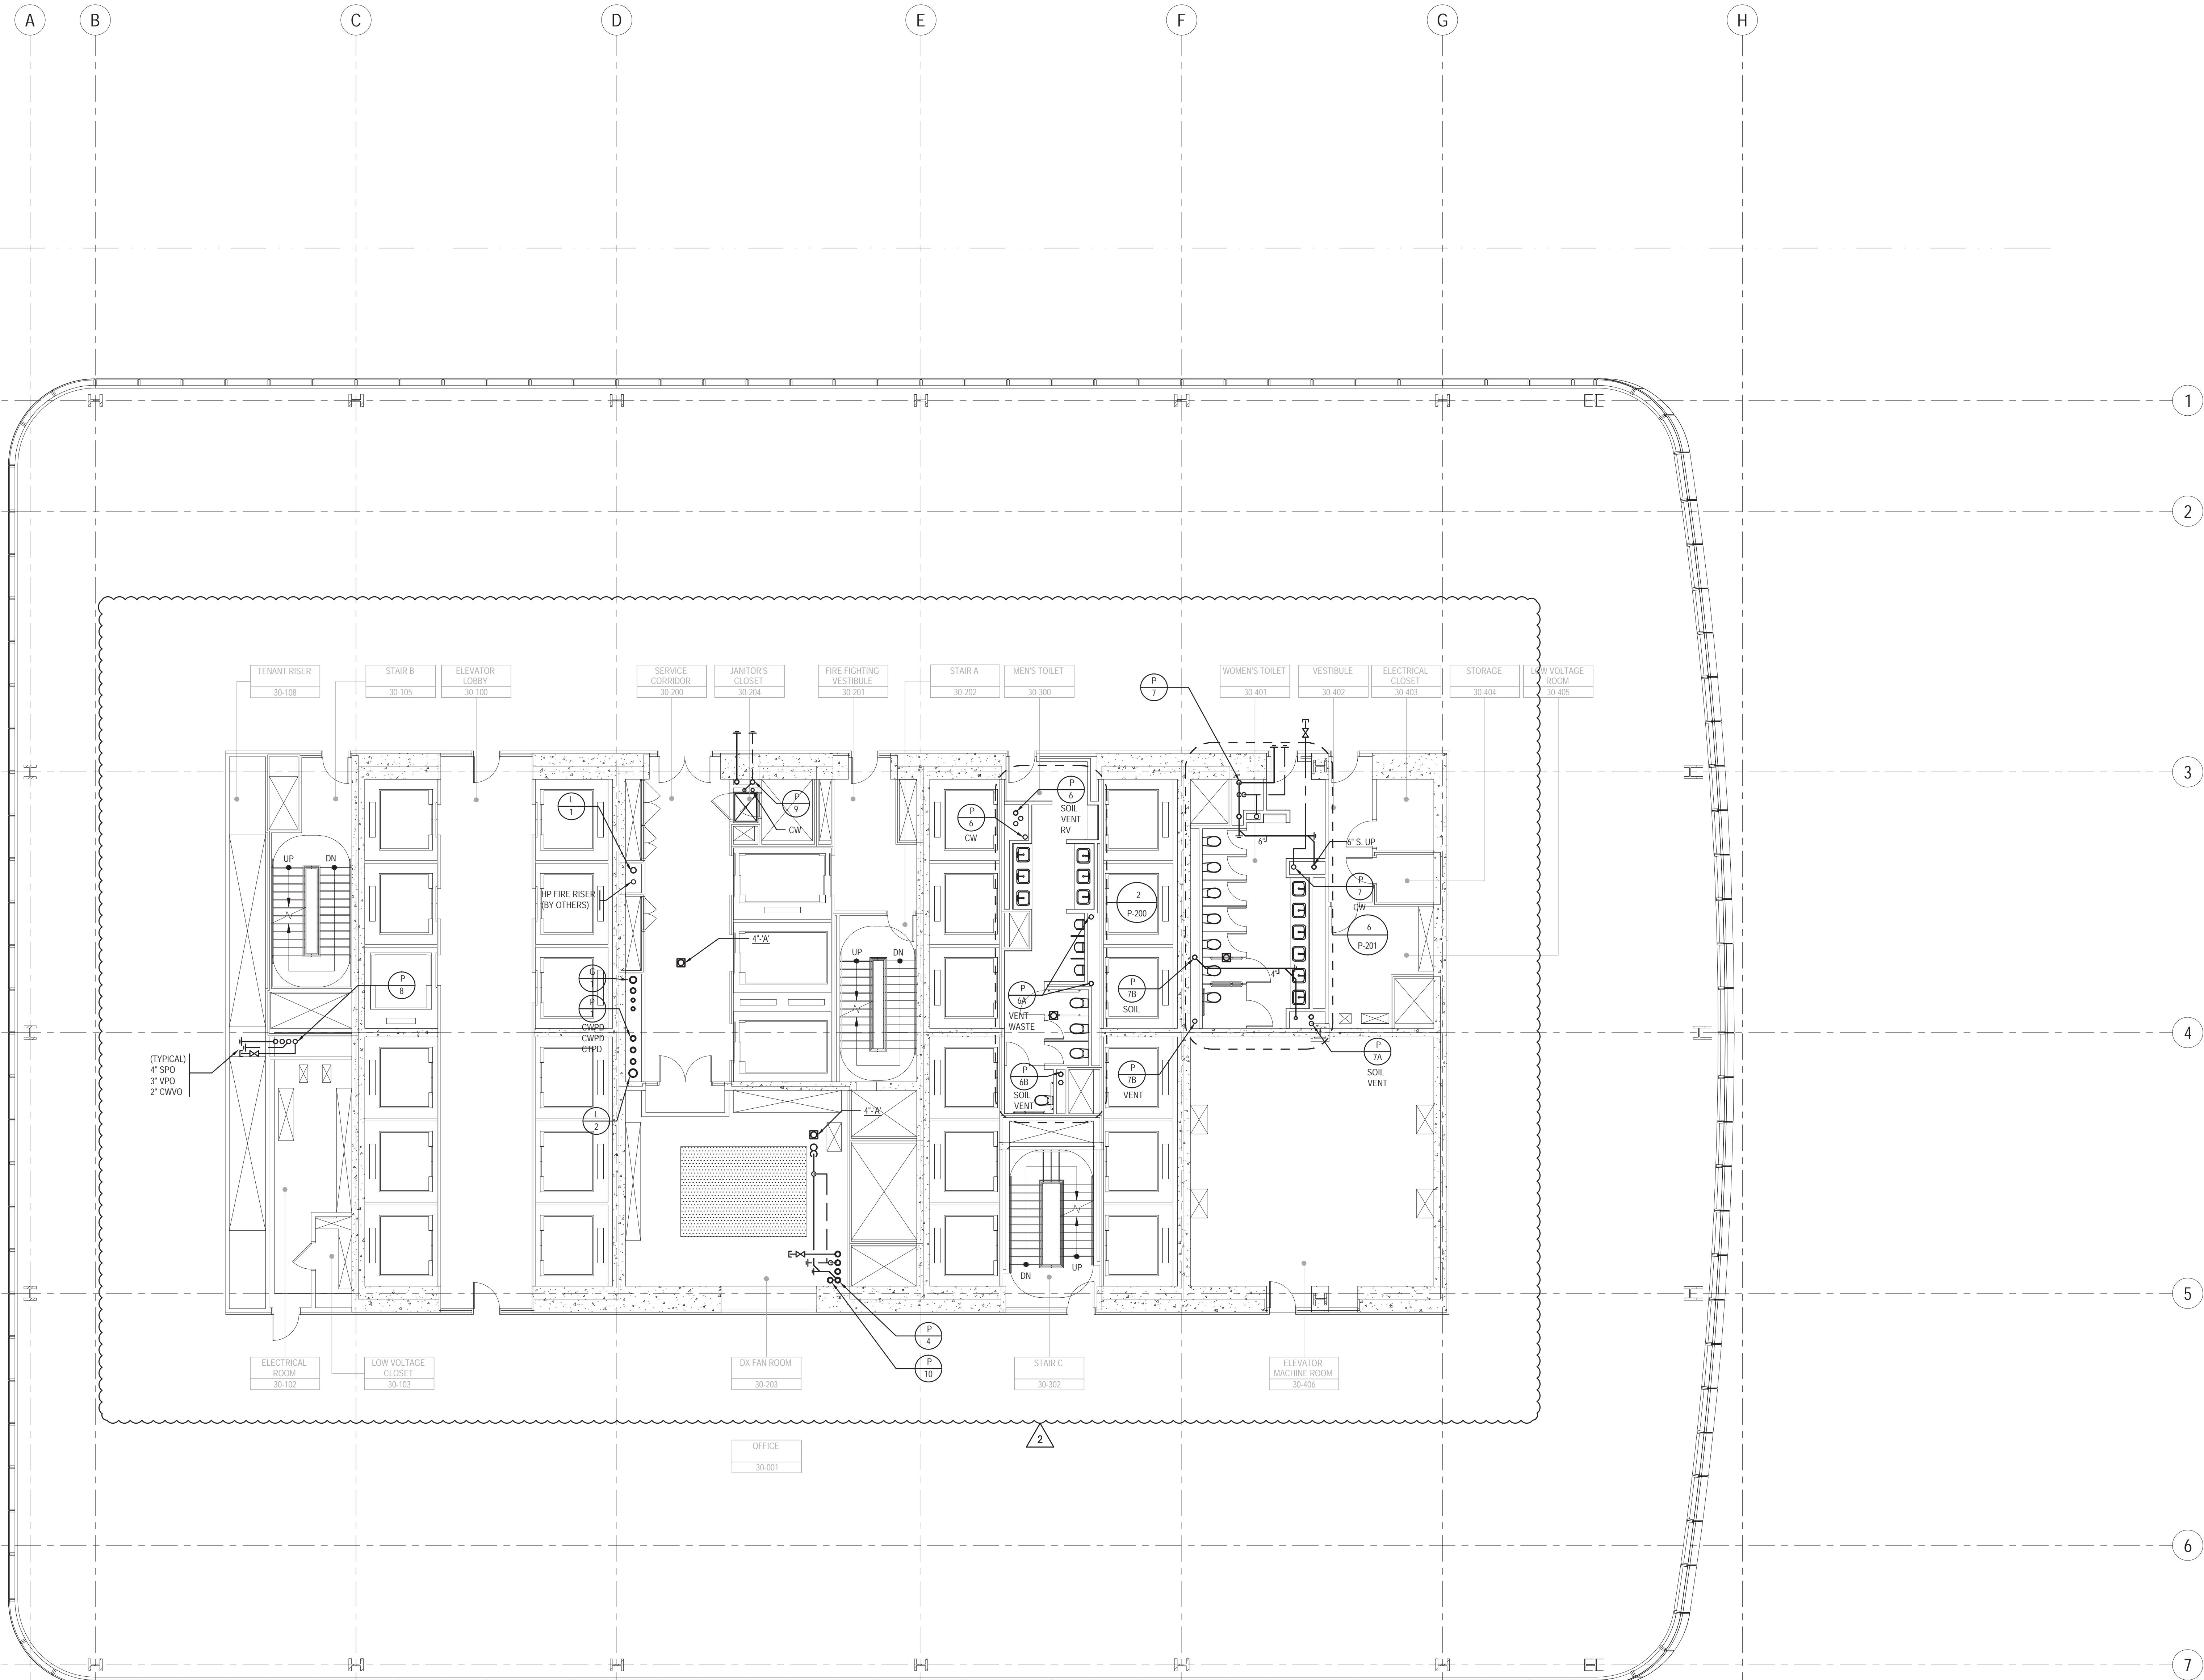 A
B
C
D
E
F
G
H
1
2
3
TENANT RISER
30-108
STAIR B
30-105
ELEVATOR
LOBBY
30-100
SERVICE
CORRIDOR
30-200
JANITOR'S
CLOSET
30-204
FIRE FIGHTING
VESTIBULE
30-201
STAIR A
30-202
MEN'S TOILET
30-300
P
7
WOMEN'S TOILET
30-401
VESTIBULE
30-402
ELECTRICAL
CLOSET
30-403
STORAGE
30-404
LOW VOLTAGE
ROOM
30-405
L
1
P
9
CW
P
6
CW
P
6
SOIL
VENT
RV
6"
6" S. UP
UP
DN
HP FIRE RISER
(BY OTHERS)
2
P-200
P
7
CW
6
P-201
4"-'A'
UP
DN
P
8
G
1
P
1
CWPD
CWPD
CTPD
P
6A
VENT
WASTE
P
7B
SOIL
4"
4
(TYPICAL)
4" SPO
3" VPO
2" CWVO
P
7A
SOIL
VENT
P
6B
SOIL
VENT
P
7B
VENT
L
2
4"-'A'
DN
UP
5
P
4
P
10
ELECTRICAL
ROOM
30-102
LOW VOLTAGE
CLOSET
30-103
DX FAN ROOM
30-203
STAIR C
30-302
ELEVATOR
MACHINE ROOM
30-406
2
OFFICE
30-001
6
7